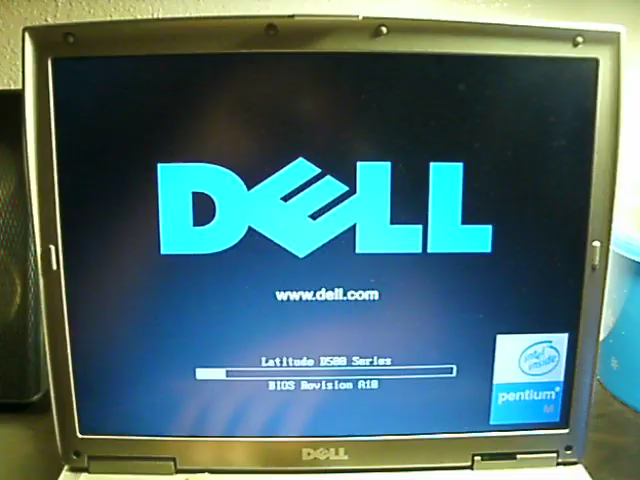 DELL
www.dell.com
Latitude D500 Series
BIOS Revision A10
intel
inside
pentium
M
DELL